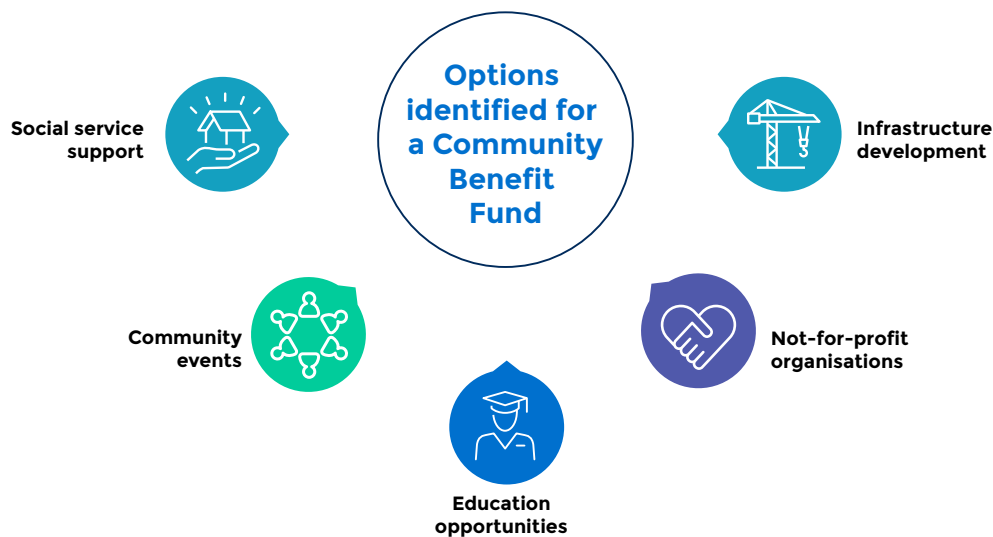 Options
identified for
a Community
Benefit
Fund
Social service
support
Infrastructure
development
Community
events
Not-for-profit
organisations
Education
opportunities